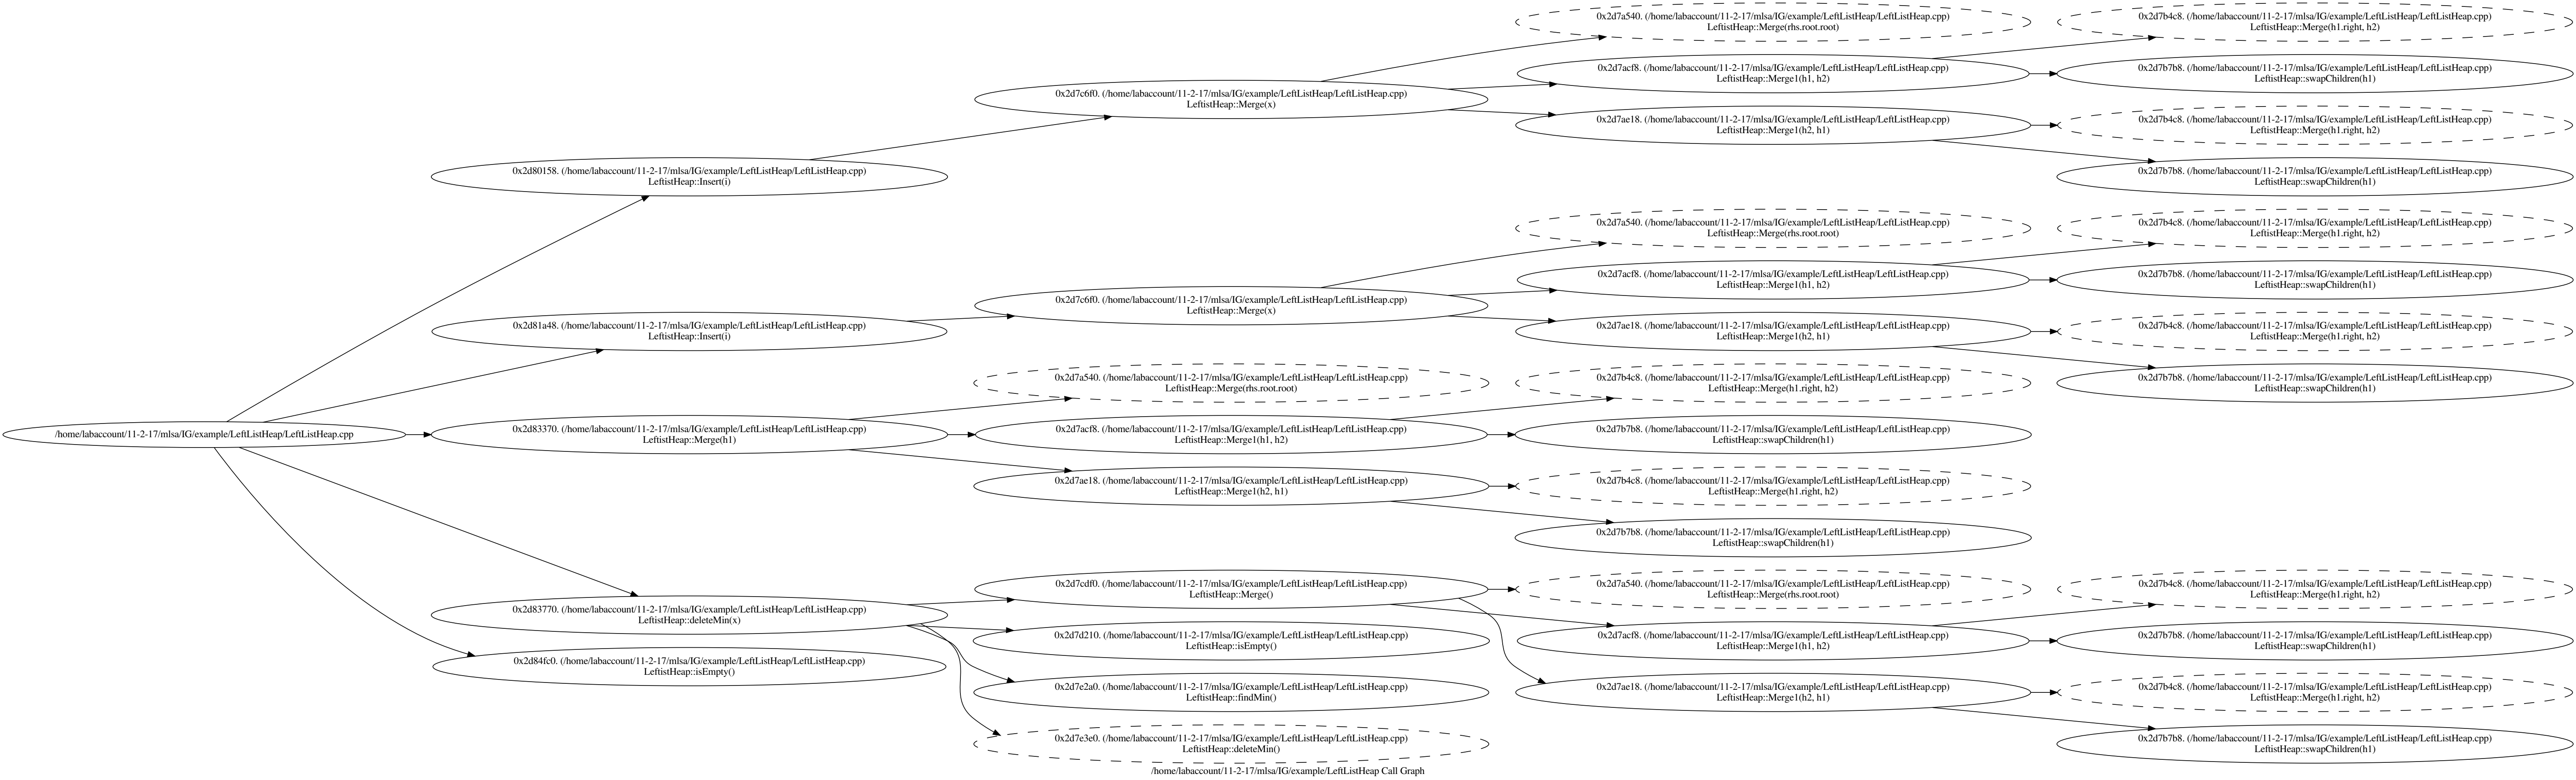 0x2d7a540. (/home/labaccount/11-2-17/mlsa/IG/example/LeftListHeap/LeftListHeap.cpp)
LeftistHeap::Merge(rhs.root.root)
0x2d7b4c8. (/home/labaccount/11-2-17/mlsa/IG/example/LeftListHeap/LeftListHeap.cpp)
LeftistHeap::Merge(h1.right, h2)
0x2d7acf8. (/home/labaccount/11-2-17/mlsa/IG/example/LeftListHeap/LeftListHeap.cpp)
LeftistHeap::Merge1(h1, h2)
0x2d7b7b8. (/home/labaccount/11-2-17/mlsa/IG/example/LeftListHeap/LeftListHeap.cpp)
LeftistHeap::swapChildren(h1)
0x2d7c6f0. (/home/labaccount/11-2-17/mlsa/IG/example/LeftListHeap/LeftListHeap.cpp)
LeftistHeap::Merge(x)
0x2d7ae18. (/home/labaccount/11-2-17/mlsa/IG/example/LeftListHeap/LeftListHeap.cpp)
LeftistHeap::Merge1(h2, h1)
0x2d7b4c8. (/home/labaccount/11-2-17/mlsa/IG/example/LeftListHeap/LeftListHeap.cpp)
LeftistHeap::Merge(h1.right, h2)
0x2d80158. (/home/labaccount/11-2-17/mlsa/IG/example/LeftListHeap/LeftListHeap.cpp)
LeftistHeap::Insert(i)
0x2d7b7b8. (/home/labaccount/11-2-17/mlsa/IG/example/LeftListHeap/LeftListHeap.cpp)
LeftistHeap::swapChildren(h1)
0x2d7a540. (/home/labaccount/11-2-17/mlsa/IG/example/LeftListHeap/LeftListHeap.cpp)
LeftistHeap::Merge(rhs.root.root)
0x2d7b4c8. (/home/labaccount/11-2-17/mlsa/IG/example/LeftListHeap/LeftListHeap.cpp)
LeftistHeap::Merge(h1.right, h2)
0x2d7acf8. (/home/labaccount/11-2-17/mlsa/IG/example/LeftListHeap/LeftListHeap.cpp)
LeftistHeap::Merge1(h1, h2)
0x2d7b7b8. (/home/labaccount/11-2-17/mlsa/IG/example/LeftListHeap/LeftListHeap.cpp)
LeftistHeap::swapChildren(h1)
0x2d7c6f0. (/home/labaccount/11-2-17/mlsa/IG/example/LeftListHeap/LeftListHeap.cpp)
LeftistHeap::Merge(x)
0x2d81a48. (/home/labaccount/11-2-17/mlsa/IG/example/LeftListHeap/LeftListHeap.cpp)
LeftistHeap::Insert(i)
0x2d7ae18. (/home/labaccount/11-2-17/mlsa/IG/example/LeftListHeap/LeftListHeap.cpp)
LeftistHeap::Merge1(h2, h1)
0x2d7b4c8. (/home/labaccount/11-2-17/mlsa/IG/example/LeftListHeap/LeftListHeap.cpp)
LeftistHeap::Merge(h1.right, h2)
0x2d7a540. (/home/labaccount/11-2-17/mlsa/IG/example/LeftListHeap/LeftListHeap.cpp)
LeftistHeap::Merge(rhs.root.root)
0x2d7b4c8. (/home/labaccount/11-2-17/mlsa/IG/example/LeftListHeap/LeftListHeap.cpp)
LeftistHeap::Merge(h1.right, h2)
0x2d7b7b8. (/home/labaccount/11-2-17/mlsa/IG/example/LeftListHeap/LeftListHeap.cpp)
LeftistHeap::swapChildren(h1)
/home/labaccount/11-2-17/mlsa/IG/example/LeftListHeap/LeftListHeap.cpp
0x2d83370. (/home/labaccount/11-2-17/mlsa/IG/example/LeftListHeap/LeftListHeap.cpp)
LeftistHeap::Merge(h1)
0x2d7acf8. (/home/labaccount/11-2-17/mlsa/IG/example/LeftListHeap/LeftListHeap.cpp)
LeftistHeap::Merge1(h1, h2)
0x2d7b7b8. (/home/labaccount/11-2-17/mlsa/IG/example/LeftListHeap/LeftListHeap.cpp)
LeftistHeap::swapChildren(h1)
0x2d7ae18. (/home/labaccount/11-2-17/mlsa/IG/example/LeftListHeap/LeftListHeap.cpp)
LeftistHeap::Merge1(h2, h1)
0x2d7b4c8. (/home/labaccount/11-2-17/mlsa/IG/example/LeftListHeap/LeftListHeap.cpp)
LeftistHeap::Merge(h1.right, h2)
0x2d7b7b8. (/home/labaccount/11-2-17/mlsa/IG/example/LeftListHeap/LeftListHeap.cpp)
LeftistHeap::swapChildren(h1)
0x2d7cdf0. (/home/labaccount/11-2-17/mlsa/IG/example/LeftListHeap/LeftListHeap.cpp)
LeftistHeap::Merge()
0x2d7a540. (/home/labaccount/11-2-17/mlsa/IG/example/LeftListHeap/LeftListHeap.cpp)
LeftistHeap::Merge(rhs.root.root)
0x2d7b4c8. (/home/labaccount/11-2-17/mlsa/IG/example/LeftListHeap/LeftListHeap.cpp)
LeftistHeap::Merge(h1.right, h2)
0x2d83770. (/home/labaccount/11-2-17/mlsa/IG/example/LeftListHeap/LeftListHeap.cpp)
LeftistHeap::deleteMin(x)
0x2d7d210. (/home/labaccount/11-2-17/mlsa/IG/example/LeftListHeap/LeftListHeap.cpp)
LeftistHeap::isEmpty()
0x2d7acf8. (/home/labaccount/11-2-17/mlsa/IG/example/LeftListHeap/LeftListHeap.cpp)
LeftistHeap::Merge1(h1, h2)
0x2d7b7b8. (/home/labaccount/11-2-17/mlsa/IG/example/LeftListHeap/LeftListHeap.cpp)
LeftistHeap::swapChildren(h1)
0x2d84fc0. (/home/labaccount/11-2-17/mlsa/IG/example/LeftListHeap/LeftListHeap.cpp)
LeftistHeap::isEmpty()
0x2d7e2a0. (/home/labaccount/11-2-17/mlsa/IG/example/LeftListHeap/LeftListHeap.cpp)
LeftistHeap::findMin()
0x2d7ae18. (/home/labaccount/11-2-17/mlsa/IG/example/LeftListHeap/LeftListHeap.cpp)
LeftistHeap::Merge1(h2, h1)
0x2d7b4c8. (/home/labaccount/11-2-17/mlsa/IG/example/LeftListHeap/LeftListHeap.cpp)
LeftistHeap::Merge(h1.right, h2)
0x2d7e3e0. (/home/labaccount/11-2-17/mlsa/IG/example/LeftListHeap/LeftListHeap.cpp)
LeftistHeap::deleteMin()
0x2d7b7b8. (/home/labaccount/11-2-17/mlsa/IG/example/LeftListHeap/LeftListHeap.cpp)
LeftistHeap::swapChildren(h1)
/home/labaccount/11-2-17/mlsa/IG/example/LeftListHeap Call Graph